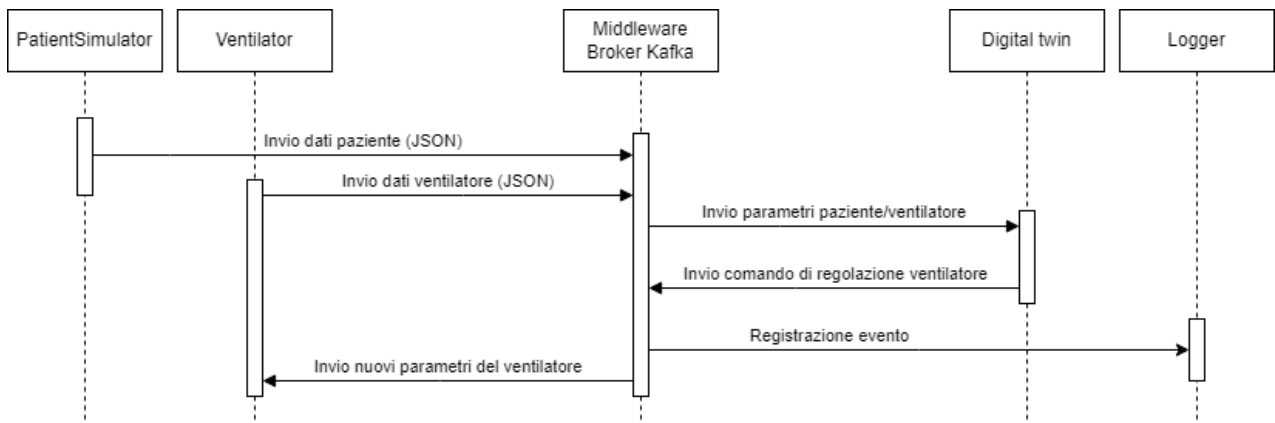 PatientSimulator
Ventilator
Middleware
Broker Kafka
Digital twin
Logger
Invio dati paziente (JSON)
Invio dati ventilatore (JSON)
Invio parametri paziente/ventilatore
Invio comando di regolazione ventilatore
Registrazione evento
Invio nuovi parametri del ventilatore